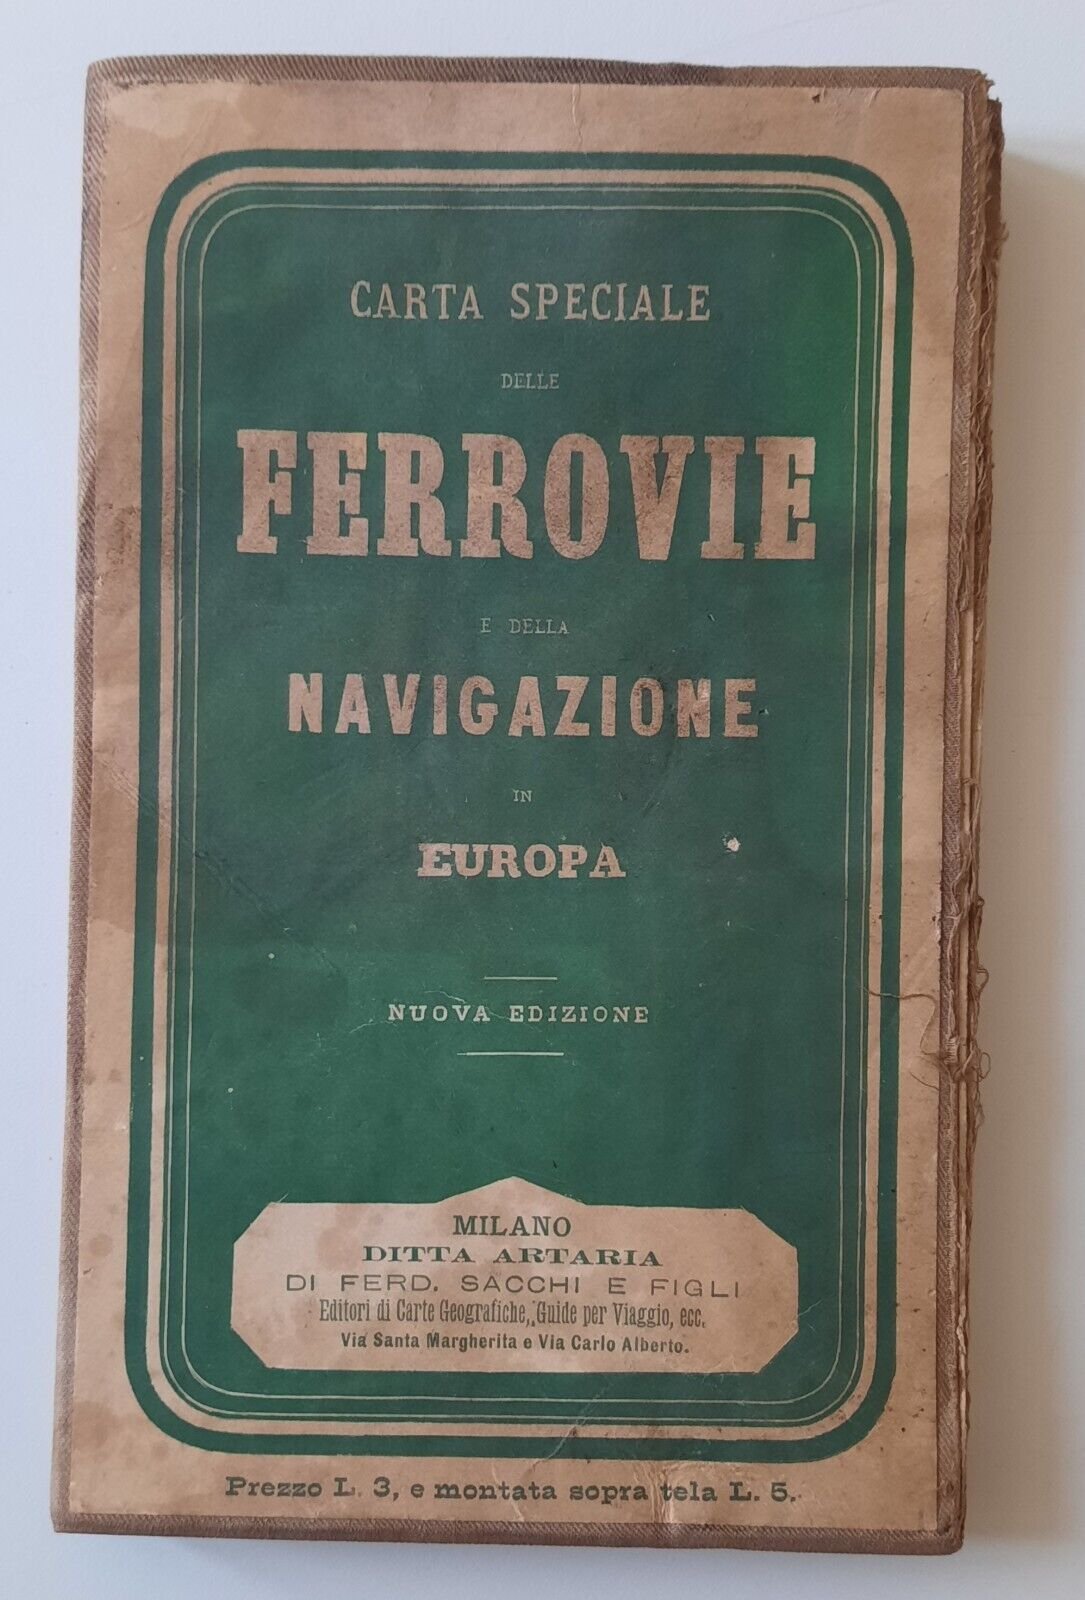 CARTA SPECIALE
DELLE
FERROVIE
E DELLA
NAVIGAZIONE
IN
EUROPA
NUOVA EDIZIONE
MILANO
DITTA ARTARIA
DI FERD. SACCHI E FIGLI
Editori di Carte Geografiche, Guide per Viaggio, ecc.
Via Santa Margherita e Via Carlo Alberto.
Prezzo L. 3, e montata sopra tela L. 5.